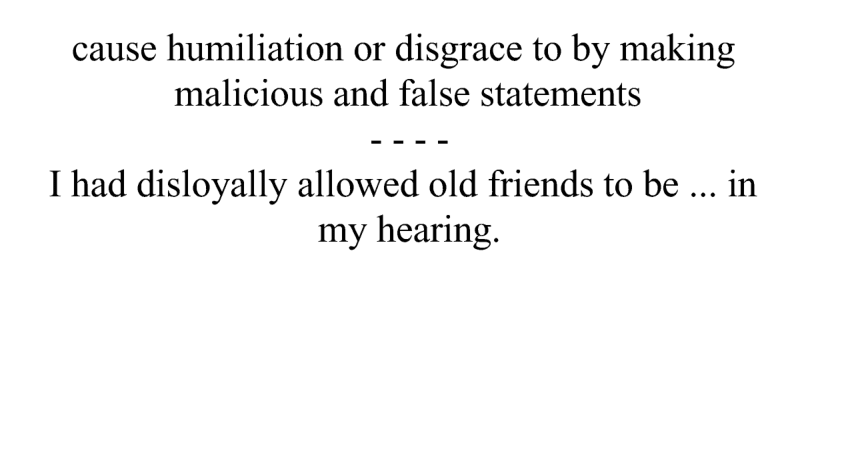 cause humiliation or disgrace to by making
malicious and false statements
- - - -
I had disloyally allowed old friends to be ... in
my hearing.